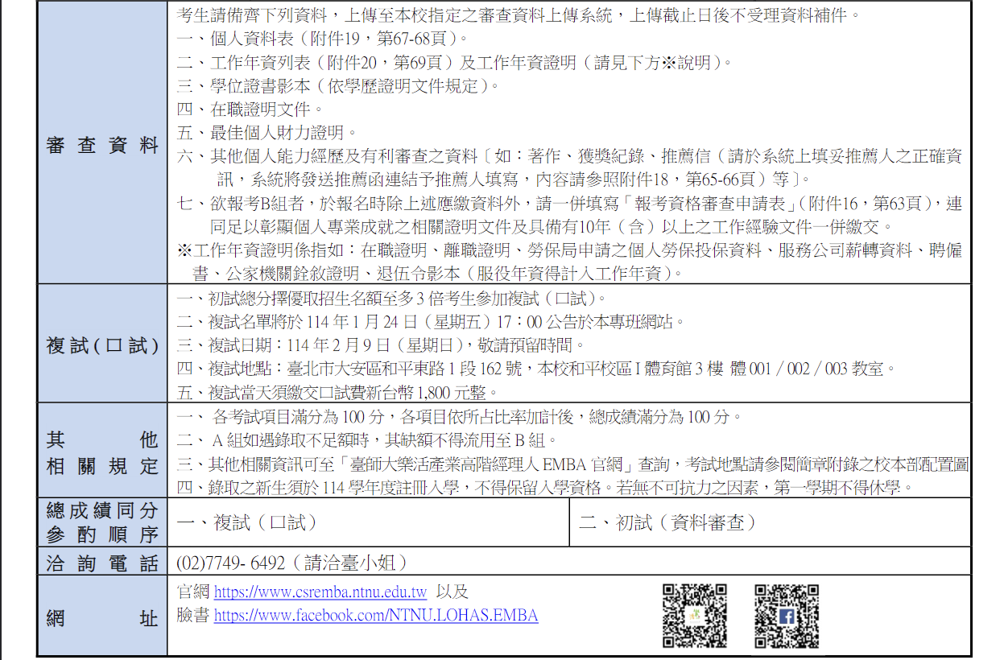 審查資料
考生請備齊下列資料，上傳至本校指定之審查資料上傳系統，上傳截止日後不受理資料補件。
一、個人資料表（附件19，第67-68頁）。
二、工作年資列表（附件20，第69頁）及工作年資證明（請見下方※說明）。
三、學位證書影本（依學歷證明文件規定）。
四、在職證明文件。
五、最佳個人財力證明。
六、其他個人能力經歷及有利審查之資料〔如：著作、獲獎紀錄、推薦信（請於系統上填妥推薦人之正確資
訊，系統將發送推薦函連結予推薦人填寫，內容請參照附件18，第65-66頁）等〕。
七、欲報考B組者，於報名時除上述應繳資料外，請一併填寫「報考資格審查申請表」（附件16，第63頁），連
同足以彰顯個人專業成就之相關證明文件及具備有10年（含）以上之工作經驗文件一併繳交。
※工作年資證明係指如：在職證明、離職證明、勞保局申請之個人勞保投保資料、服務公司薪轉資料、聘僱
書、公家機關銓敘證明、退伍令影本（服役年資得計入工作年資）。
複試(口試)
一、初試總分擇優取招生名額至多 3 倍考生參加複試（口試）。
二、複試名單將於 114 年 1 月 24 日（星期五）17：00 公告於本專班網站。
三、複試日期：114 年 2 月 9 日（星期日），敬請預留時間。
四、複試地點：臺北市大安區和平東路 1 段 162 號，本校和平校區 I 體育館 3 樓 體 001／002／003 教室。
五、複試當天須繳交口試費新台幣 1,800 元整。
其他
相關規定
一、 各考試項目滿分為 100 分，各項目依所占比率加計後，總成績滿分為 100 分。
二、 A 組如遇錄取不足額時，其缺額不得流用至 B 組。
三、其他相關資訊可至「臺師大樂活產業高階經理人 EMBA 官網」查詢，考試地點請參閱簡章附錄之校本部配置圖
四、錄取之新生須於 114 學年度註冊入學，不得保留入學資格。若無不可抗力之因素，第一學期不得休學。
總成績同分
參酌順序
一、複試（口試）
二、初試（資料審查）
洽詢電話
(02)7749- 6492（請洽臺小姐）
網址
官網 https://www.csremba.ntnu.edu.tw 以及
臉書 https://www.facebook.com/NTNU.LOHAS.EMBA